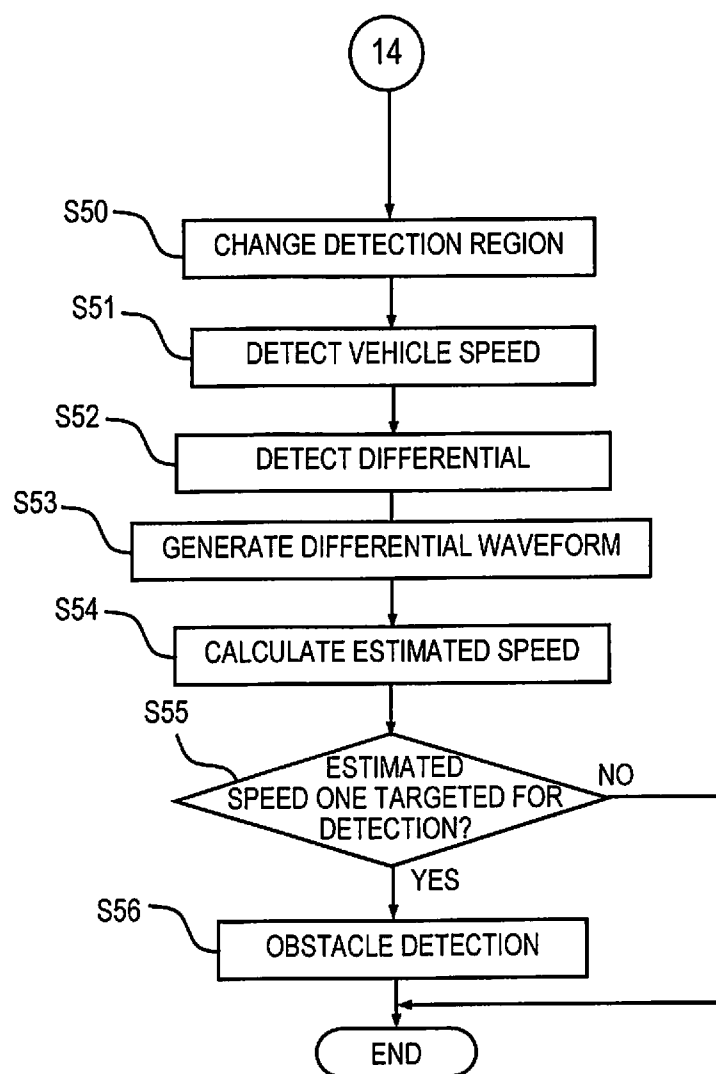 14
S50
CHANGE DETECTION REGION
S51
DETECT VEHICLE SPEED
S52
DETECT DIFFERENTIAL
S53
GENERATE DIFFERENTIAL WAVEFORM
S54
CALCULATE ESTIMATED SPEED
S55
ESTIMATED
SPEED ONE TARGETED FOR
DETECTION?
NO
YES
S56
OBSTACLE DETECTION
END